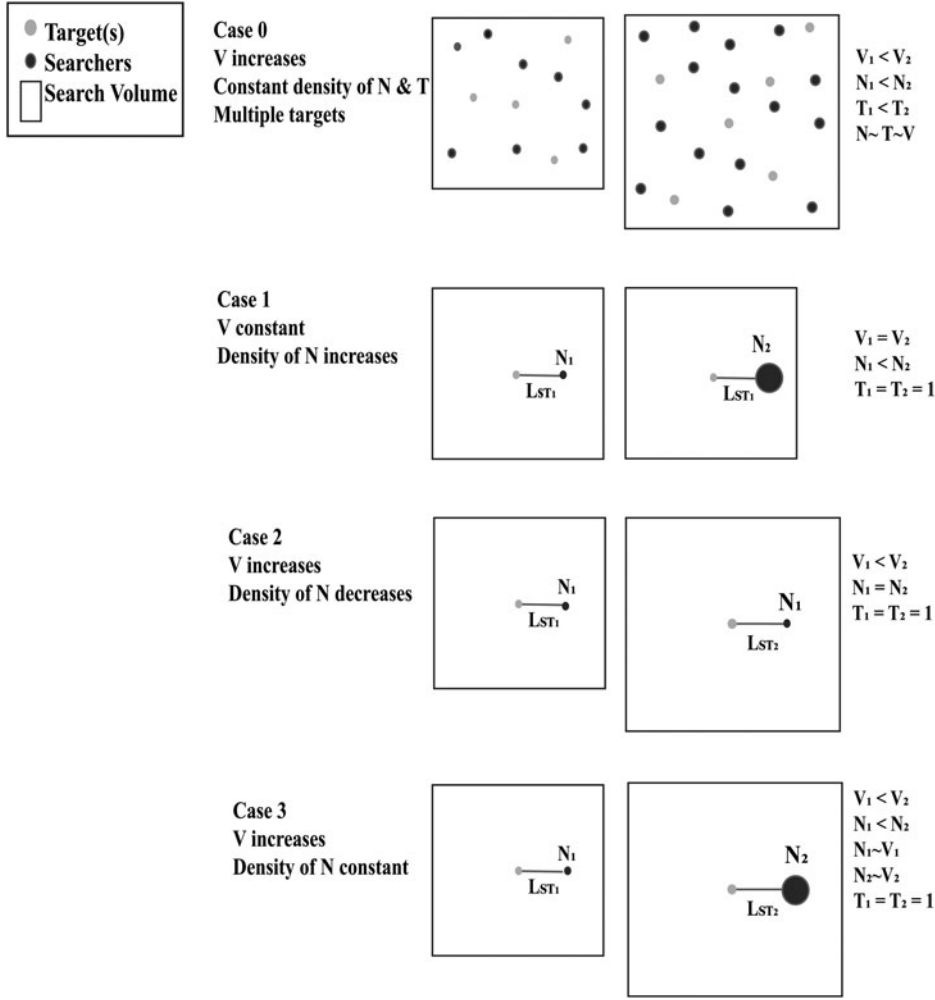 Target(s)
Searchers
Search Volume
Case 0
V increases
Constant density of N & T
Multiple targets
V₁ < V₂
N₁ < N₂
T₁ < T₂
N~ T~V
Case 1
V constant
Density of N increases
N₁
LST₁
N₂
LST₁
V₁ = V₂
N₁ < N₂
T₁ = T₂ = 1
Case 2
V increases
Density of N decreases
N₁
LST₁
N₁
LST₂
V₁ < V₂
N₁ = N₂
T₁ = T₂ = 1
Case 3
V increases
Density of N constant
N₁
LST₁
N₂
LST₂
V₁ < V₂
N₁ < N₂
N₁~V₁
N₂~V₂
T₁ = T₂ = 1